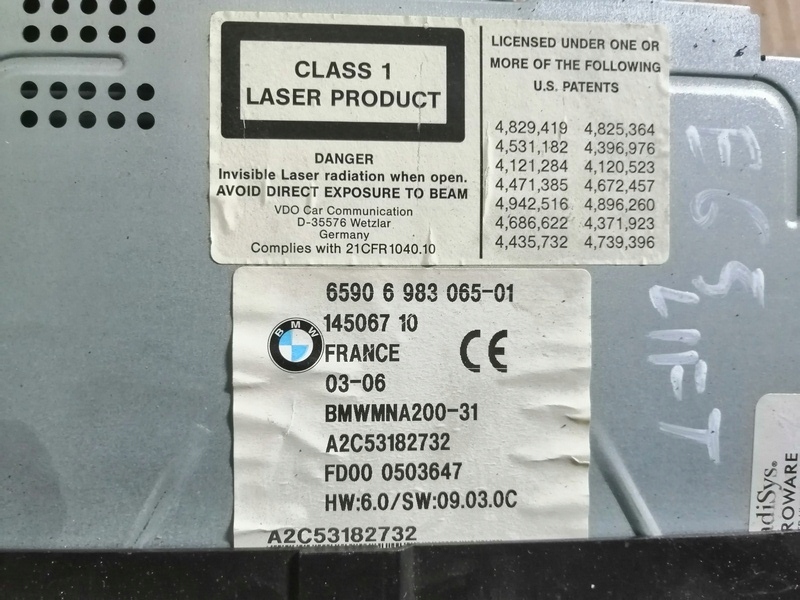 CLASS 1
LASER PRODUCT
DANGER
Invisible Laser radiation when open.
AVOID DIRECT EXPOSURE TO BEAM
VDO Car Communication
D-35576 Wetzlar
Germany
Complies with 21CFR1040.10
LICENSED UNDER ONE OR
MORE OF THE FOLLOWING
U.S. PATENTS
4,829,419 4,825,364
4,531,182 4,396,976
4,121,284 4,120,523
4,471,385 4,672,457
4,942,516 4,896,260
4,686,622 4,371,923
4,435,732 4,739,396
6590 6 983 065-01
145067 10
BMW
FRANCE
CE
03-06
BMWMNA200-31
A2C53182732
FD00 0503647
HW:6.0/SW:09.03.0C
A2C53182732
E63
adiSys®
ROWARE